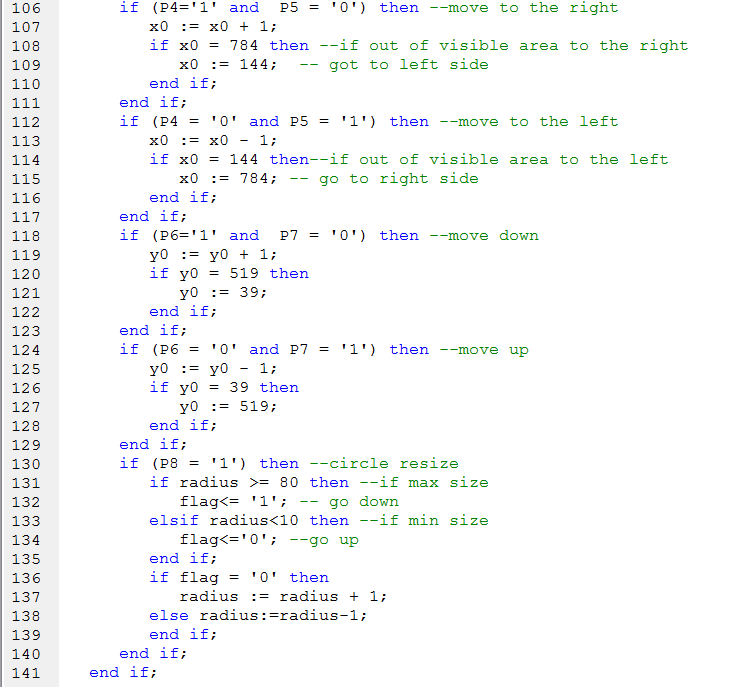 106 if (P4='1' and  P5 = '0') then --move to the right
107 x0 := x0 + 1;
108 if x0 = 784 then --if out of visible area to the right
109 x0 := 144;  -- got to left side
110 end if;
111 end if;
112 if (P4 = '0' and P5 = '1') then --move to the left
113 x0 := x0 - 1;
114 if x0 = 144 then--if out of visible area to the left
115 x0 := 784; -- go to right side
116 end if;
117 end if;
118 if (P6='1' and  P7 = '0') then --move down
119 y0 := y0 + 1;
120 if y0 = 519 then
121 y0 := 39;
122 end if;
123 end if;
124 if (P6 = '0' and P7 = '1') then --move up
125 y0 := y0 - 1;
126 if y0 = 39 then
127 y0 := 519;
128 end if;
129 end if;
130 if (P8 = '1') then --circle resize
131 if radius >= 80 then --if max size
132 flag<= '1'; -- go down
133 elsif radius<10 then --if min size
134 flag<='0'; --go up
135 end if;
136 if flag = '0' then
137 radius := radius + 1;
138 else radius:=radius-1;
139 end if;
140 end if;
141 end if;